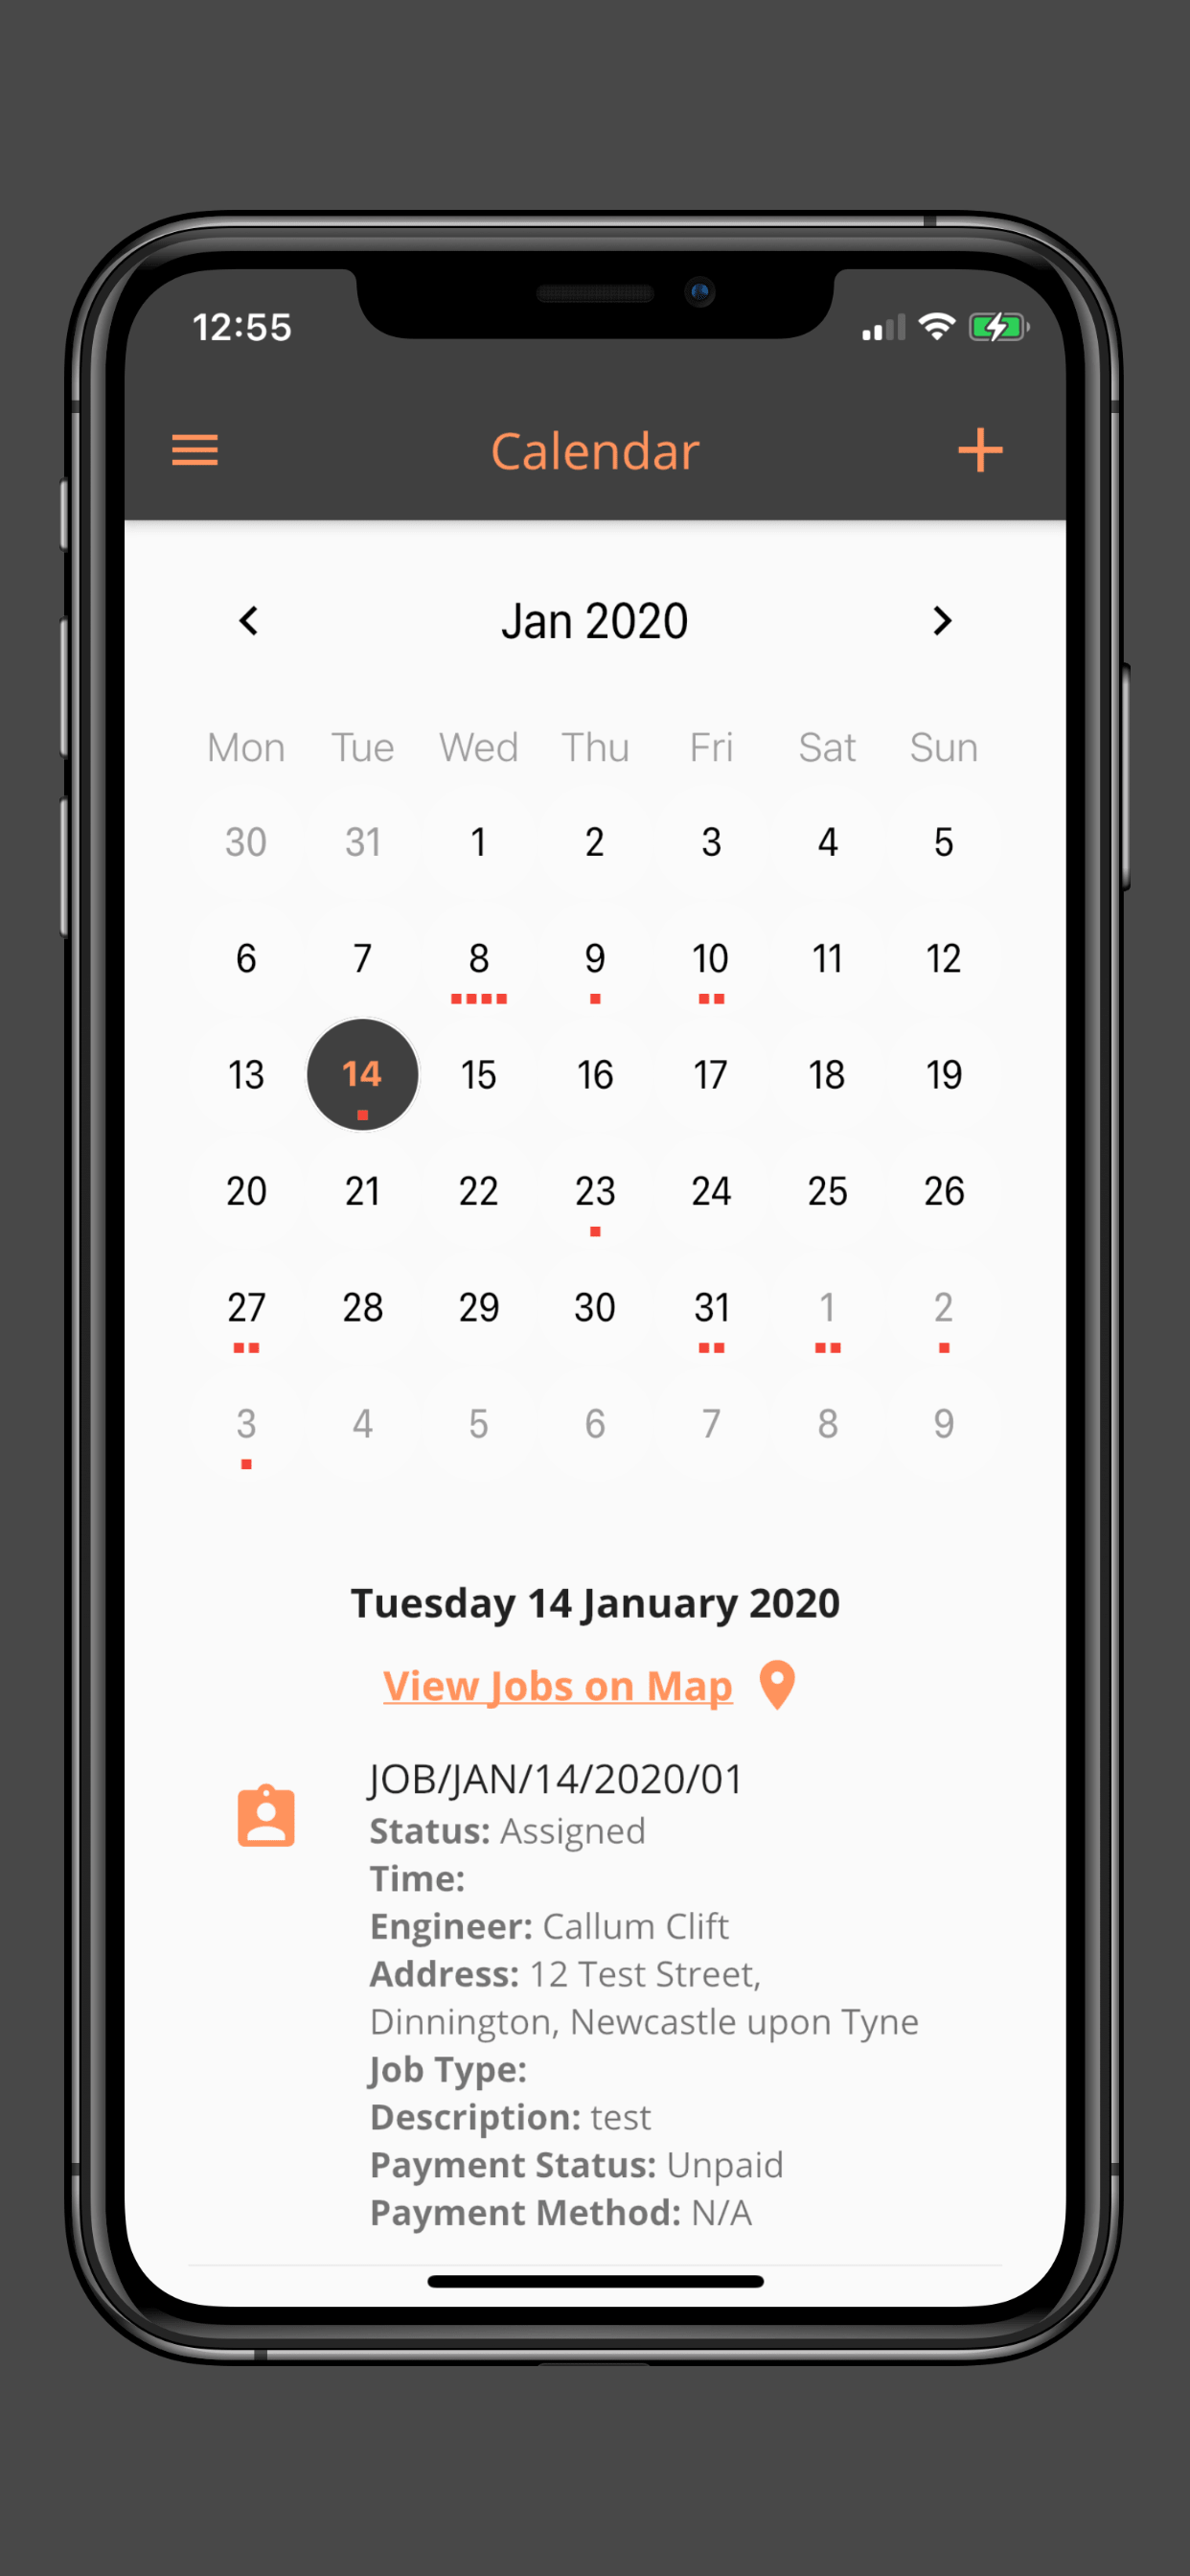 12:55
Calendar
Jan 2020
Mon Tue Wed Thu Fri Sat Sun
30 31 1 2 3 4 5
6 7 8 9 10 11 12
13 14 15 16 17 18 19
20 21 22 23 24 25 26
27 28 29 30 31 1 2
3 4 5 6 7 8 9
Tuesday 14 January 2020
View Jobs on Map
JOB/JAN/14/2020/01
Status: Assigned
Time:
Engineer: Callum Clift
Address: 12 Test Street,
Dinnington, Newcastle upon Tyne
Job Type:
Description: test
Payment Status: Unpaid
Payment Method: N/A